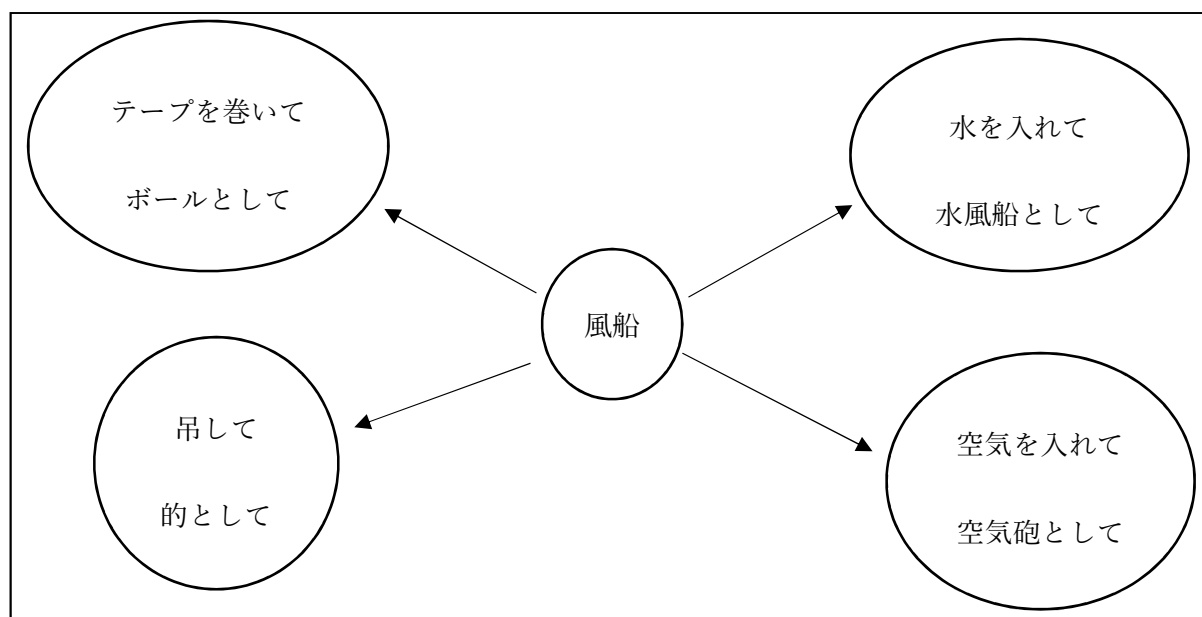 テープを巻いて
ボールとして
水を入れて
水風船として
風船
吊して
的として
空気を入れて
空気砲として